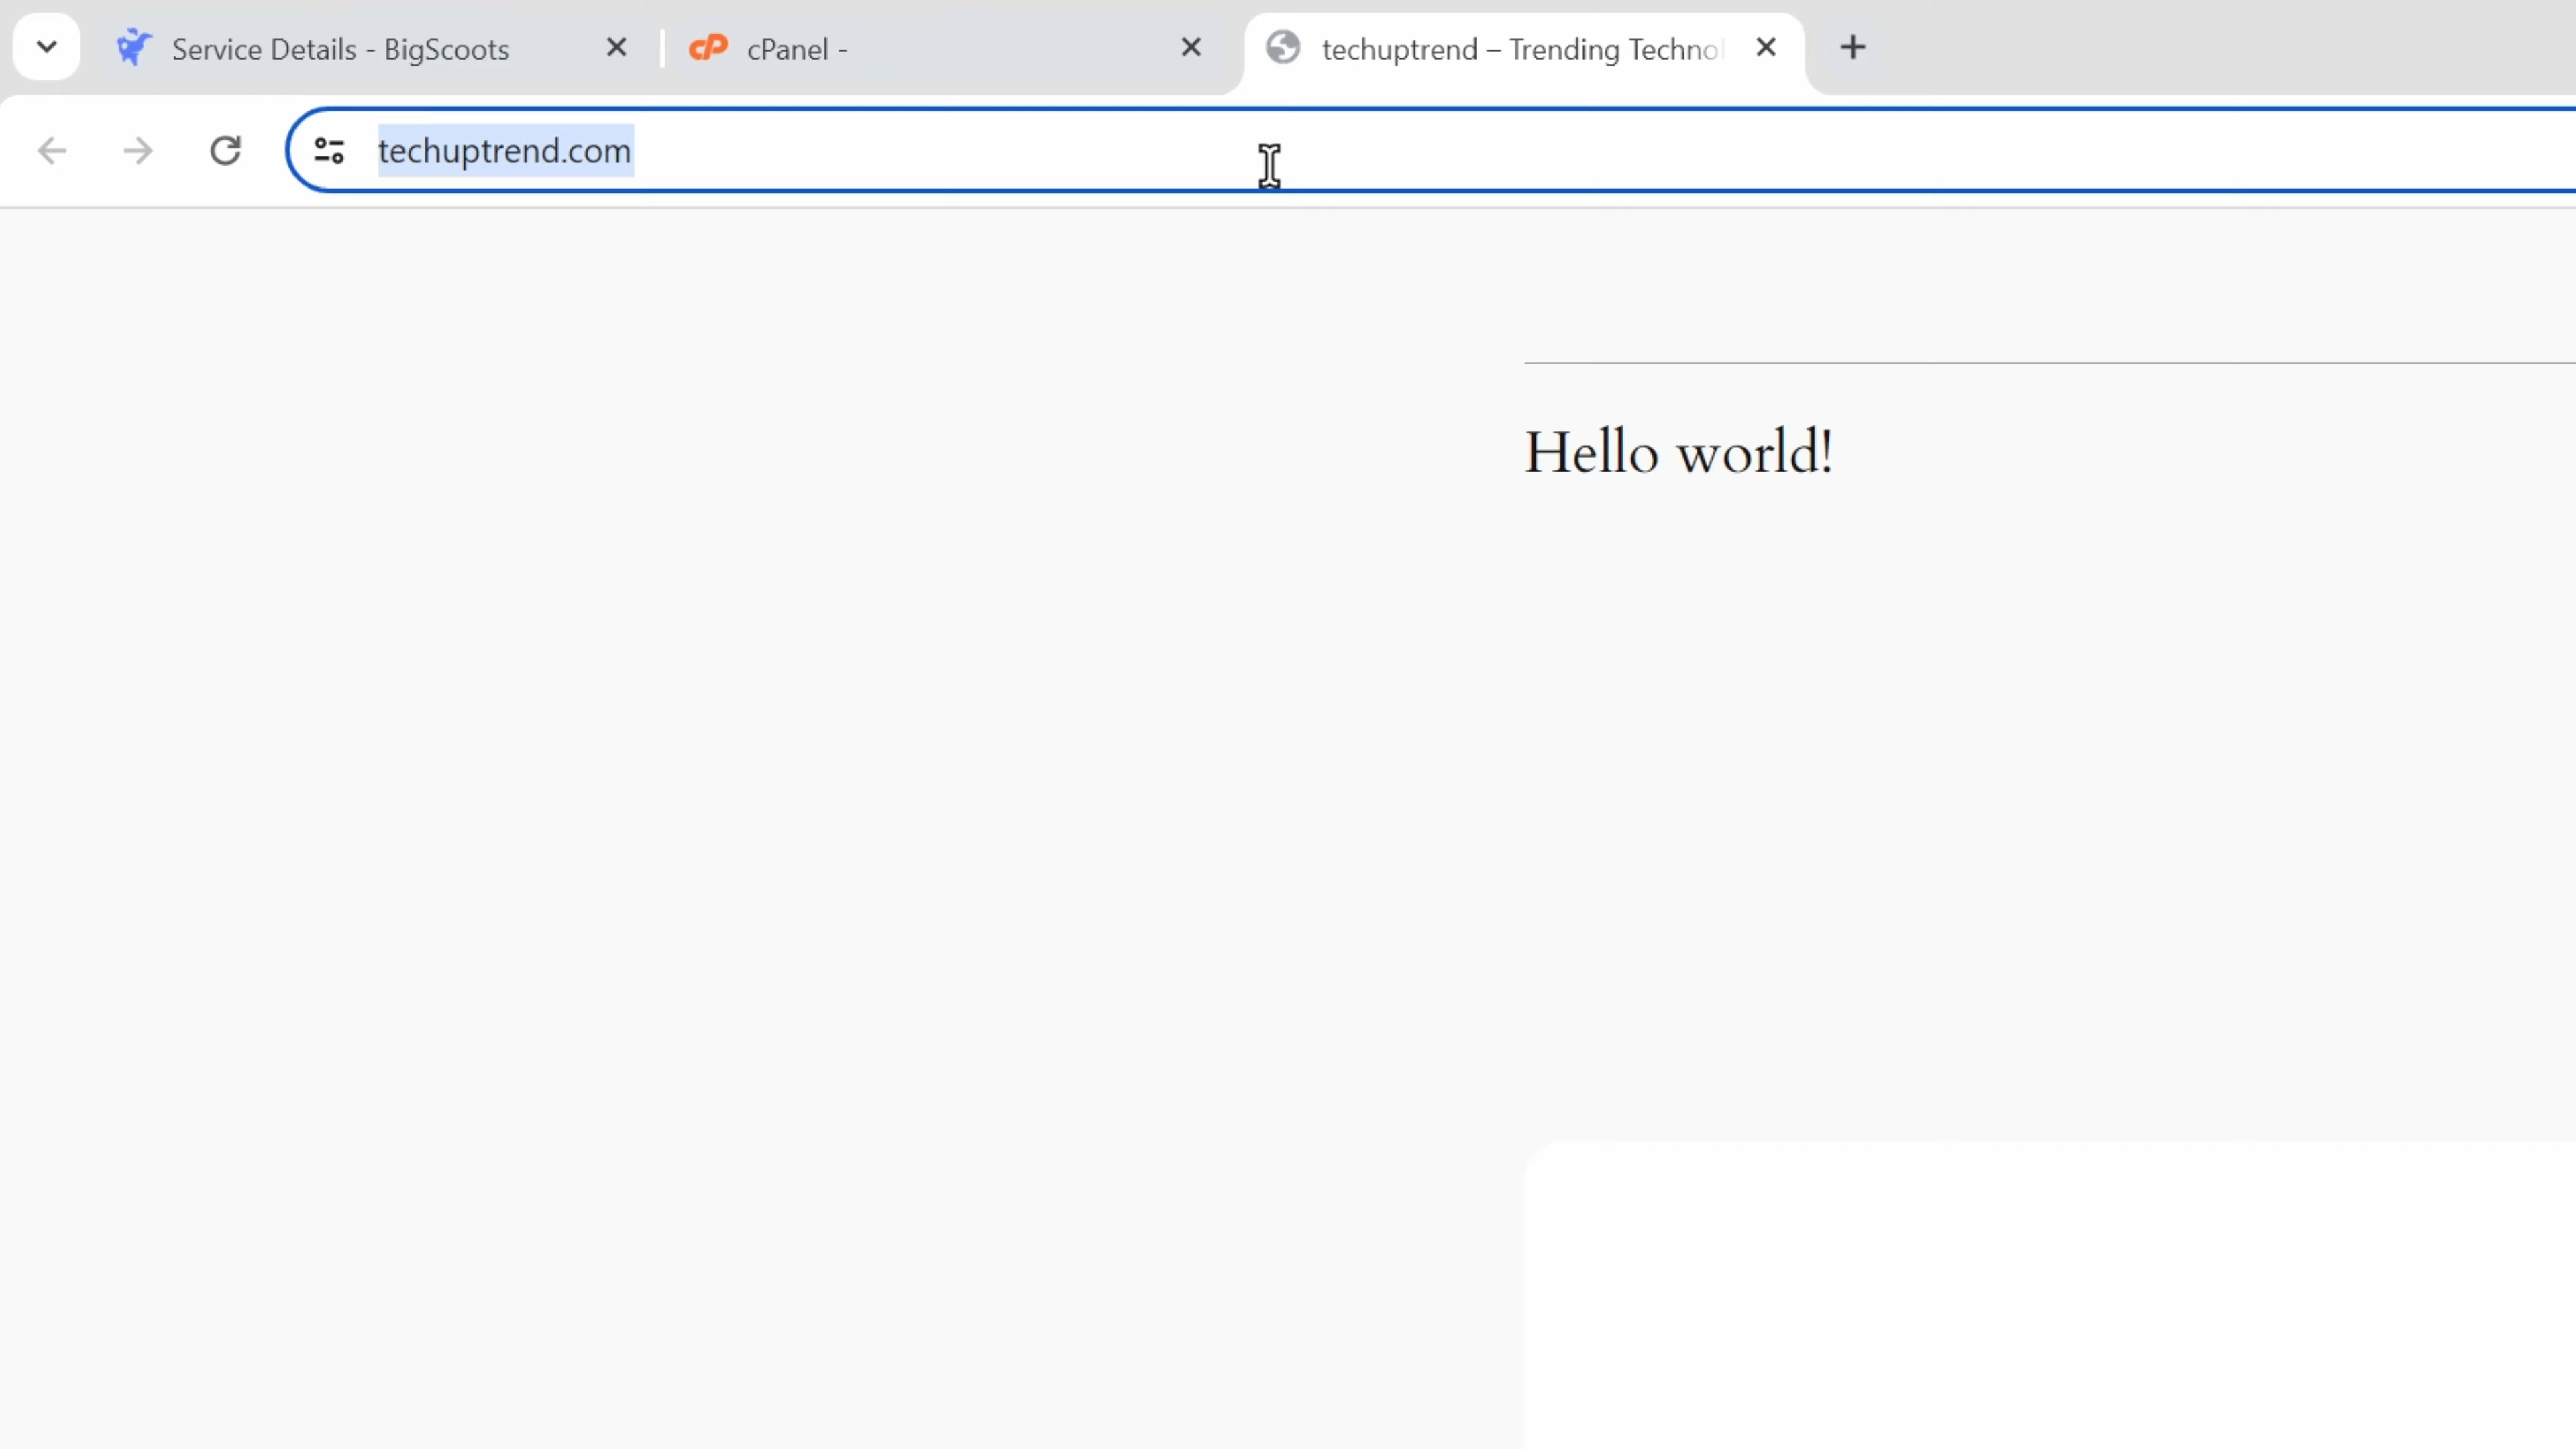 Service Details - BigScoots
cPanel -
techuptrend – Trending Technol
techuptrend.com
Hello world!